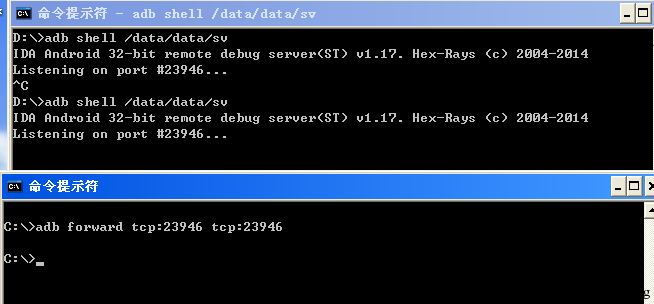 命令提示符 - adb shell /data/data/sv
D:\>adb shell /data/data/sv
IDA Android 32-bit remote debug server(ST) v1.17. Hex-Rays (c) 2004-2014
Listening on port #23946...
^C
D:\>adb shell /data/data/sv
IDA Android 32-bit remote debug server(ST) v1.17. Hex-Rays (c) 2004-2014
Listening on port #23946...
命令提示符
C:\>adb forward tcp:23946 tcp:23946
C:\>_
g